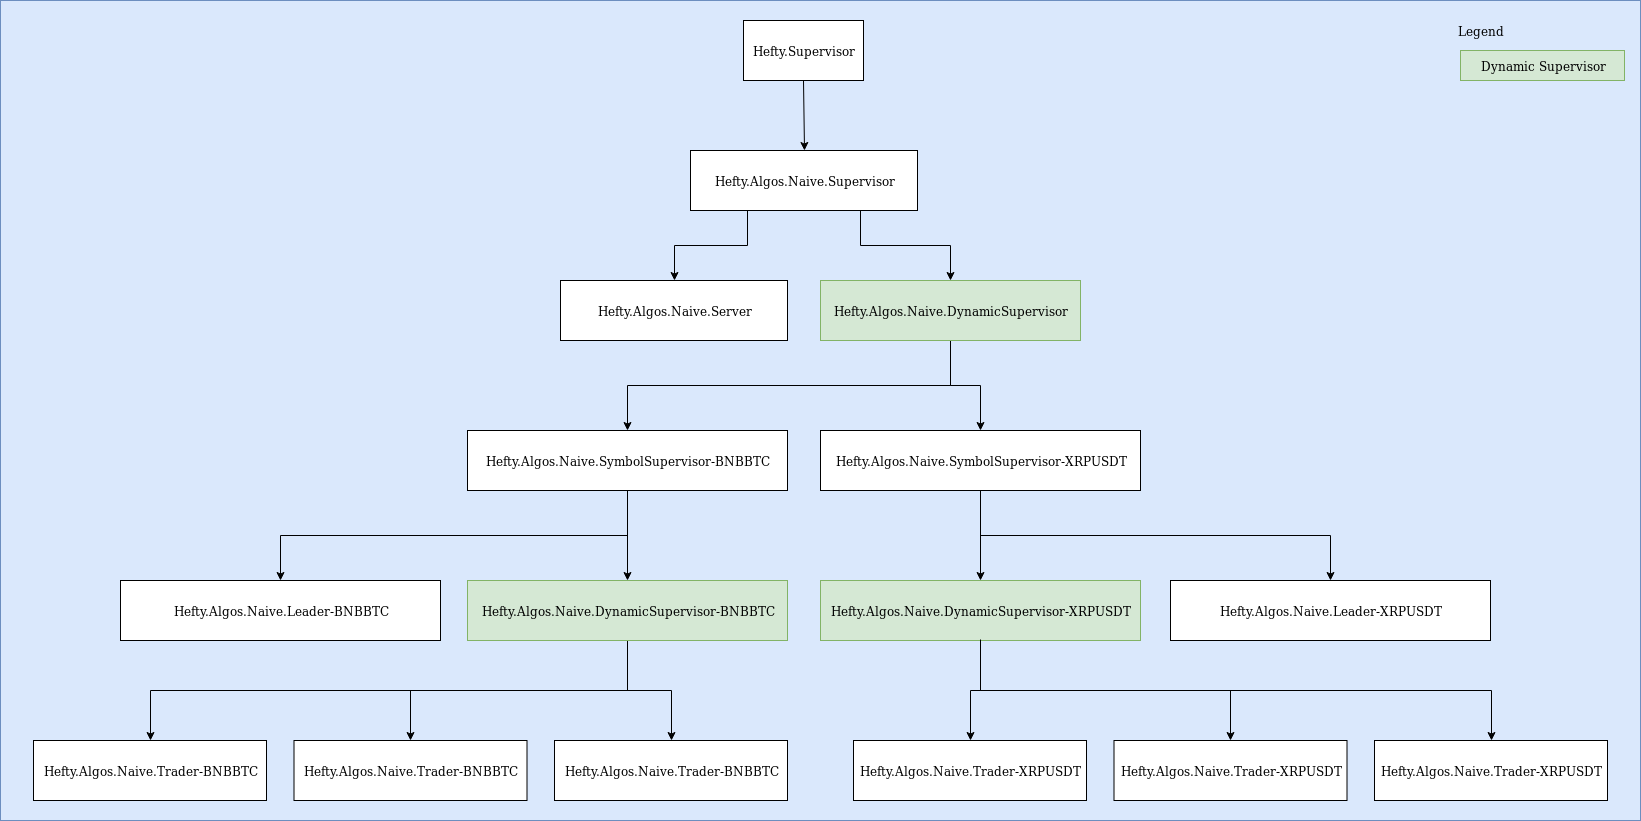 Hefty.Supervisor
Legend
Dynamic Supervisor
Hefty.Algos.Naive.Supervisor
Hefty.Algos.Naive.Server
Hefty.Algos.Naive.DynamicSupervisor
Hefty.Algos.Naive.SymbolSupervisor-BNBBTC
Hefty.Algos.Naive.SymbolSupervisor-XRPUSDT
Hefty.Algos.Naive.Leader-BNBBTC
Hefty.Algos.Naive.DynamicSupervisor-BNBBTC
Hefty.Algos.Naive.DynamicSupervisor-XRPUSDT
Hefty.Algos.Naive.Leader-XRPUSDT
Hefty.Algos.Naive.Trader-BNBBTC
Hefty.Algos.Naive.Trader-BNBBTC
Hefty.Algos.Naive.Trader-BNBBTC
Hefty.Algos.Naive.Trader-XRPUSDT
Hefty.Algos.Naive.Trader-XRPUSDT
Hefty.Algos.Naive.Trader-XRPUSDT